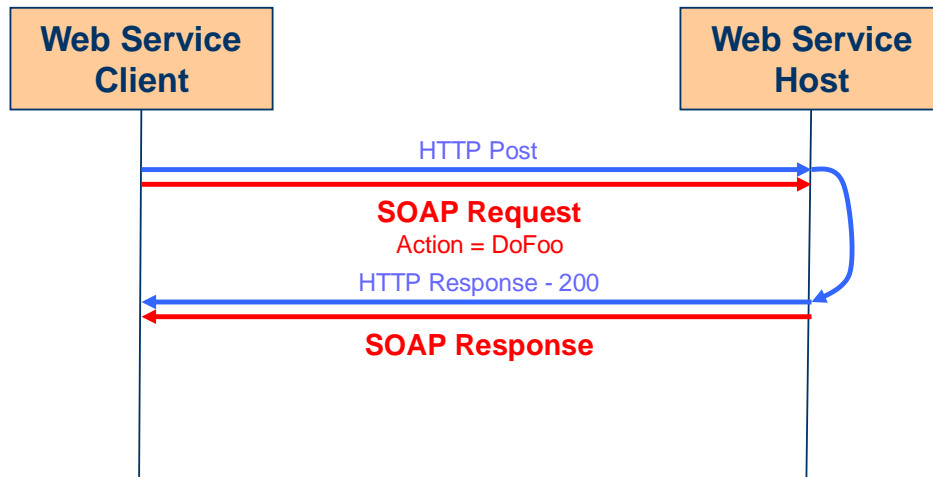 Web Service
Client
Web Service
Host
HTTP Post
SOAP Request
Action = DoFoo
HTTP Response - 200
SOAP Response